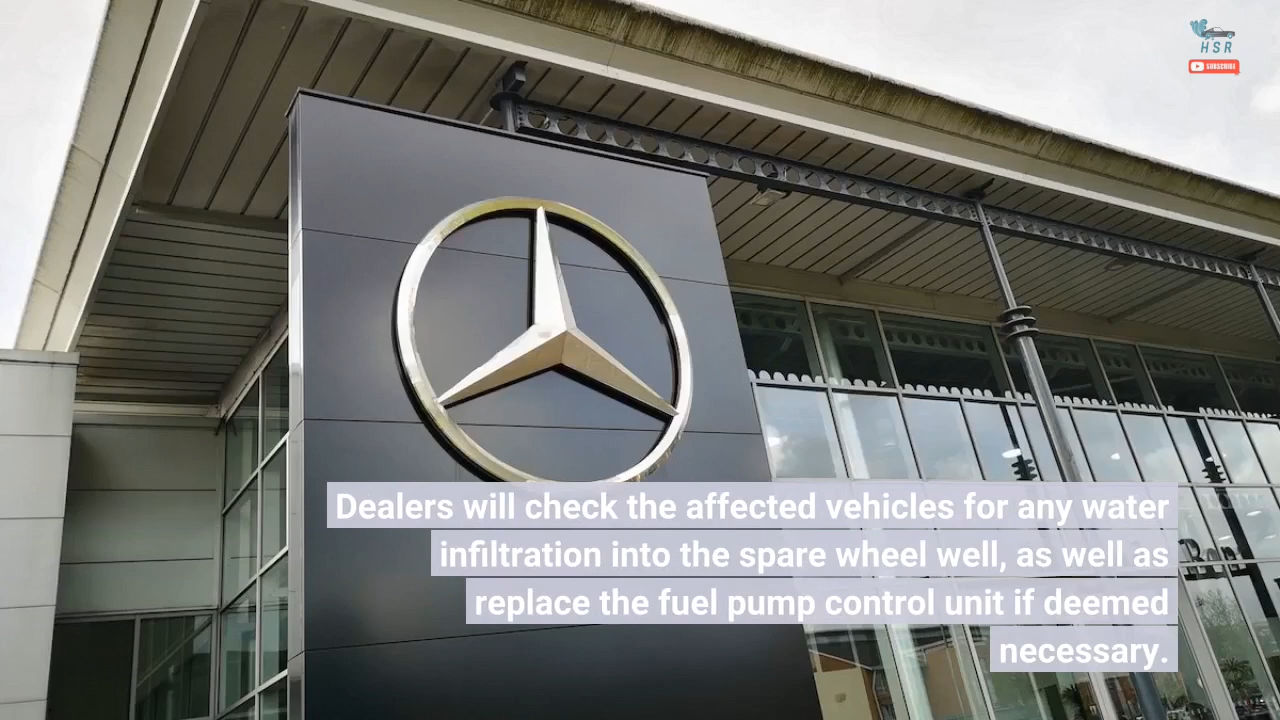 HSR
SUBSCRIBE
Dealers will check the affected vehicles for any water
infiltration into the spare wheel well, as well as
replace the fuel pump control unit if deemed
necessary.